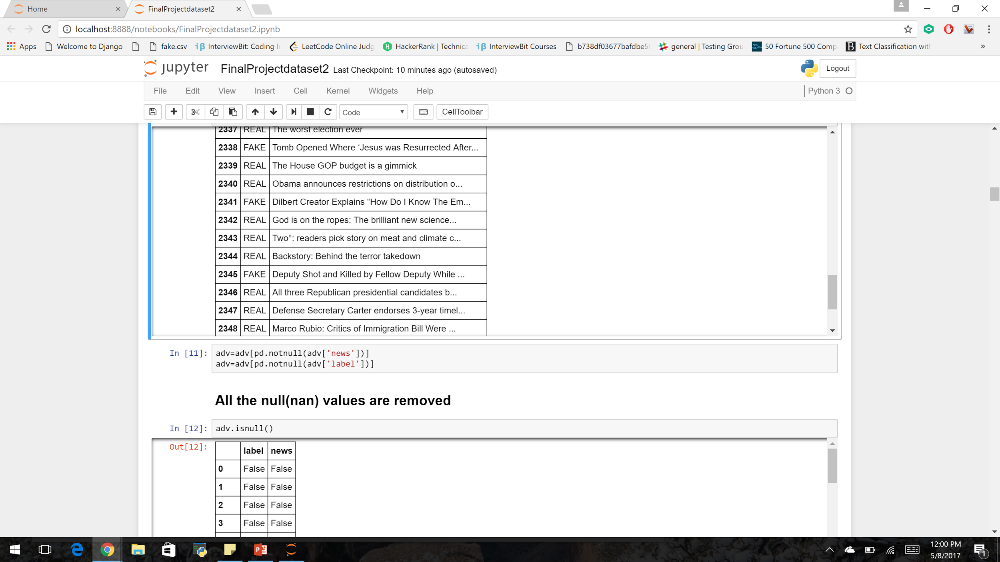 Home
FinalProjectdataset2
localhost:8888/notebooks/FinalProjectdataset2.ipynb
Apps Welcome to Django fake.csv InterviewBit: Coding LeetCode Online Judg HackerRank | Technica InterviewBit Courses b738df03677bafdbe5 general | Testing Grou 50 Fortune 500 Comp Text Classification wit »
jupyter FinalProjectdataset2 Last Checkpoint: 10 minutes ago (autosaved) Logout
File Edit View Insert Cell Kernel Widgets Help Python 3
Code CellToolbar
2337 REAL The worst election ever
2338 FAKE Tomb Opened Where ‘Jesus was Resurrected After...
2339 REAL The House GOP budget is a gimmick
2340 REAL Obama announces restrictions on distribution o...
2341 FAKE Dilbert Creator Explains “How Do I Know The Em...
2342 REAL God is on the ropes: The brilliant new science...
2343 REAL Two°: readers pick story on meat and climate c...
2344 REAL Backstory: Behind the terror takedown
2345 FAKE Deputy Shot and Killed by Fellow Deputy While ...
2346 REAL All three Republican presidential candidates b...
2347 REAL Defense Secretary Carter endorses 3-year timel...
2348 REAL Marco Rubio: Critics of Immigration Bill Were ...
In [11]: adv=adv[pd.notnull(adv['news'])]
adv=adv[pd.notnull(adv['label'])]
All the null(nan) values are removed
In [12]: adv.isnull()
Out[12]: label news
0 False False
1 False False
2 False False
3 False False
12:00 PM
5/8/2017
1